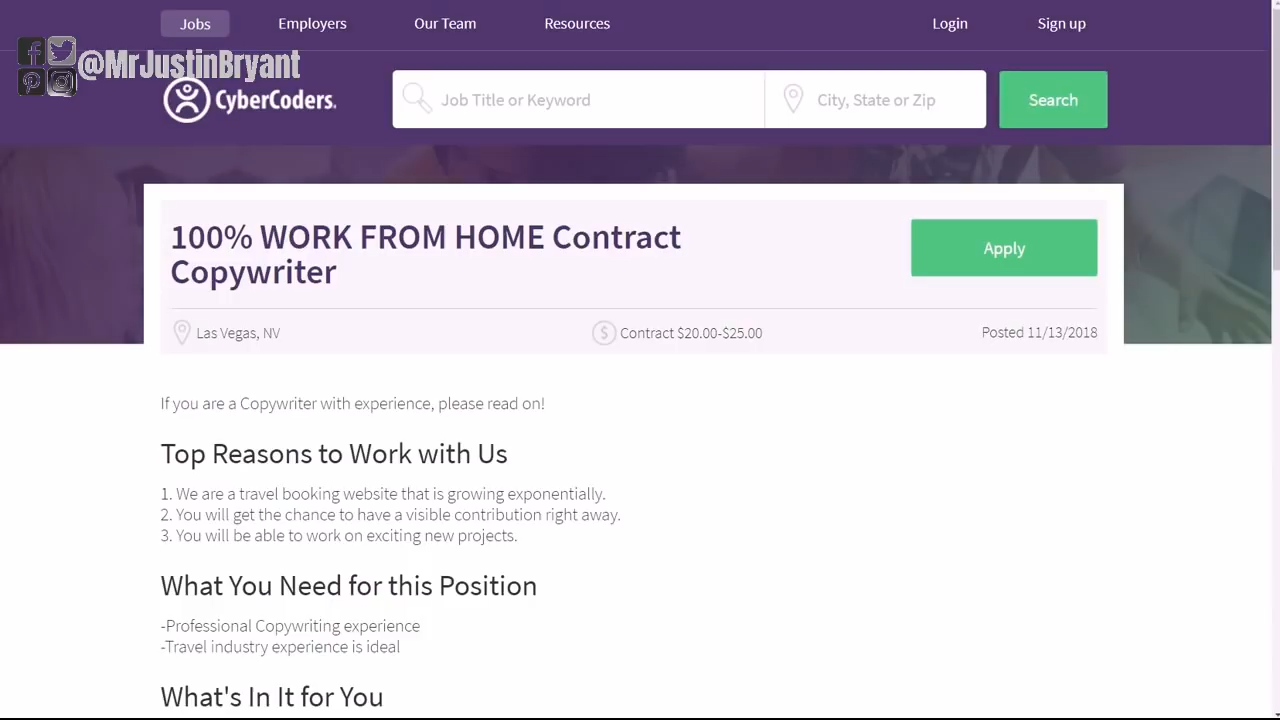 Jobs
Employers
Our Team
Resources
Login
Sign up
@MrJustinBryant
CyberCoders.
Job Title or Keyword
City, State or Zip
Search
100% WORK FROM HOME Contract
Copywriter
Apply
Las Vegas, NV
Contract $20.00-$25.00
Posted 11/13/2018
If you are a Copywriter with experience, please read on!
Top Reasons to Work with Us
1. We are a travel booking website that is growing exponentially.
2. You will get the chance to have a visible contribution right away.
3. You will be able to work on exciting new projects.
What You Need for this Position
-Professional Copywriting experience
-Travel industry experience is ideal
What's In It for You